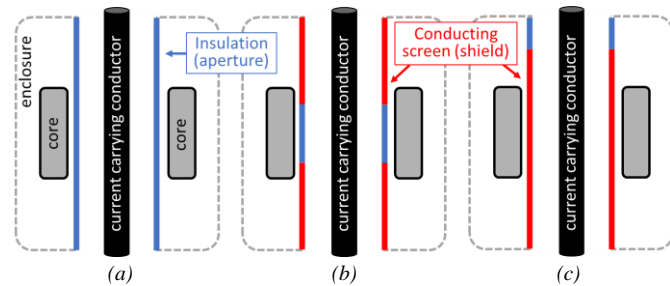 enclosure
core
current carrying conductor
Insulation
(aperture)
core
current carrying conductor
Conducting
screen (shield)
current carrying conductor
(a)
(b)
(c)